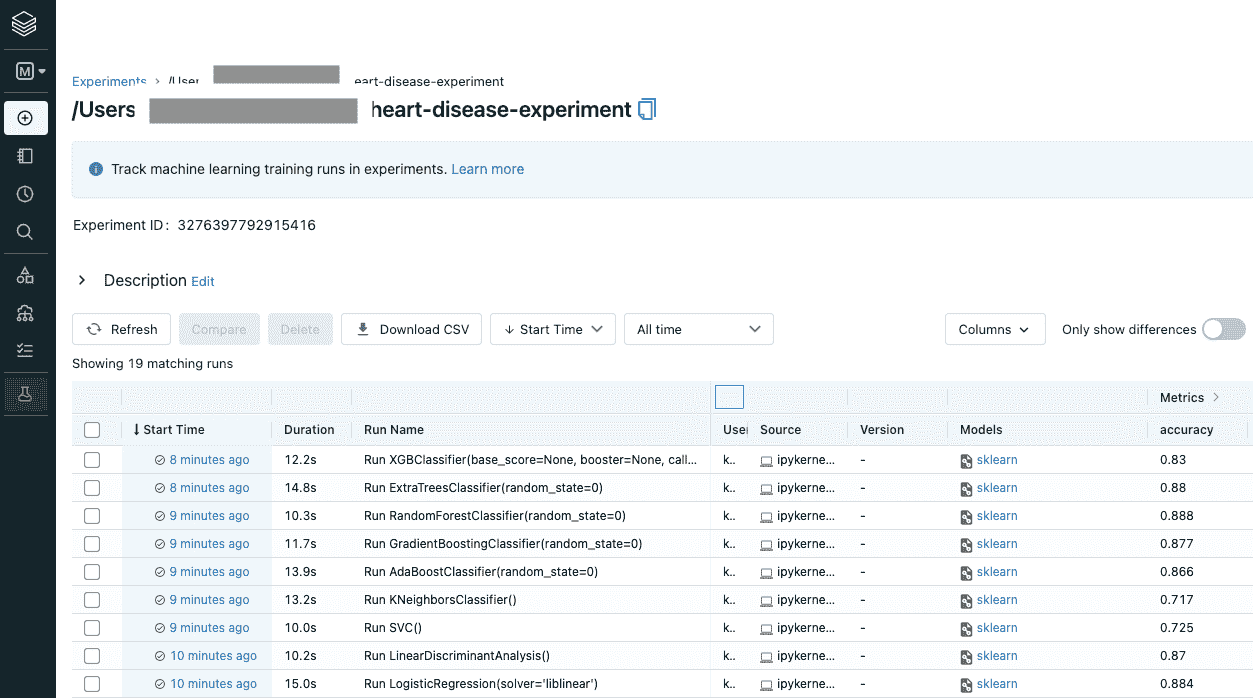 M
Experiments > /User eart-disease-experiment
/Users heart-disease-experiment
Track machine learning training runs in experiments. Learn more
Experiment ID: 3276397792915416
Description Edit
Refresh Compare Delete Download CSV Start Time All time Columns Only show differences
Showing 19 matching runs
Metrics
Start Time Duration Run Name User Source Version Models accuracy
8 minutes ago 12.2s Run XGBClassifier(base_score=None, booster=None, call... k.. ipykerne... - sklearn 0.83
8 minutes ago 14.8s Run ExtraTreesClassifier(random_state=0) k.. ipykerne... - sklearn 0.88
9 minutes ago 10.3s Run RandomForestClassifier(random_state=0) k.. ipykerne... - sklearn 0.888
9 minutes ago 11.7s Run GradientBoostingClassifier(random_state=0) k.. ipykerne... - sklearn 0.877
9 minutes ago 13.9s Run AdaBoostClassifier(random_state=0) k.. ipykerne... - sklearn 0.866
9 minutes ago 13.2s Run KNeighborsClassifier() k.. ipykerne... - sklearn 0.717
9 minutes ago 10.0s Run SVC() k.. ipykerne... - sklearn 0.725
10 minutes ago 10.2s Run LinearDiscriminantAnalysis() k.. ipykerne... - sklearn 0.87
10 minutes ago 15.0s Run LogisticRegression(solver='liblinear') k.. ipykerne... - sklearn 0.884